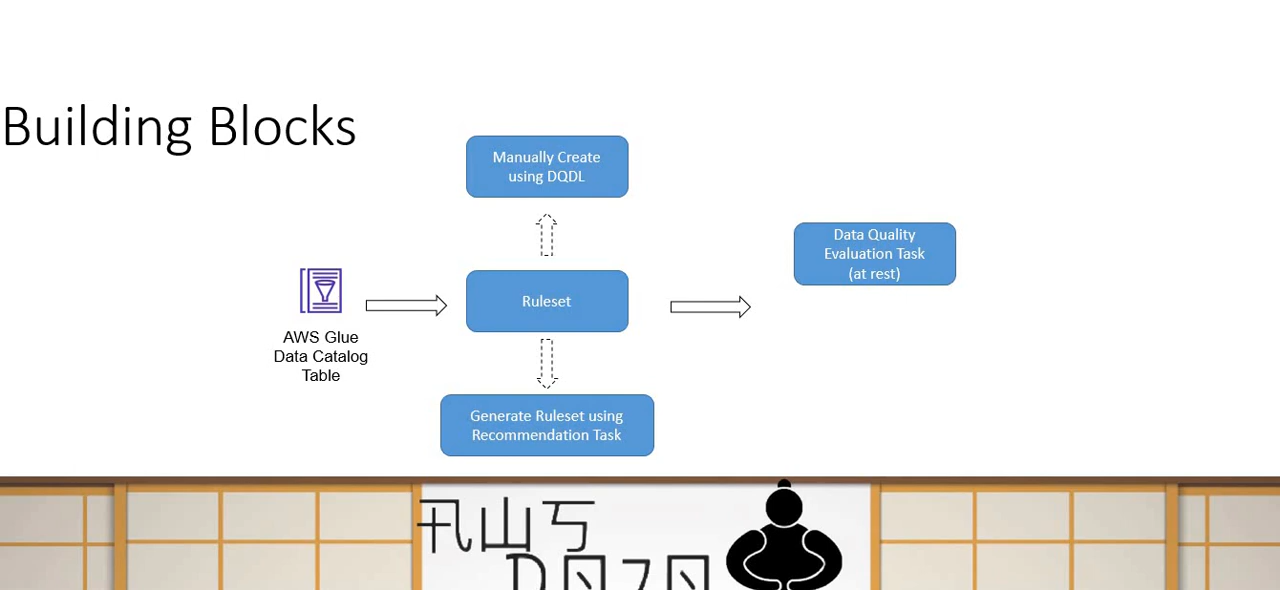 Building Blocks
Manually Create
using DQDL
Data Quality
Evaluation Task
(at rest)
Ruleset
AWS Glue
Data Catalog
Table
Generate Ruleset using
Recommendation Task